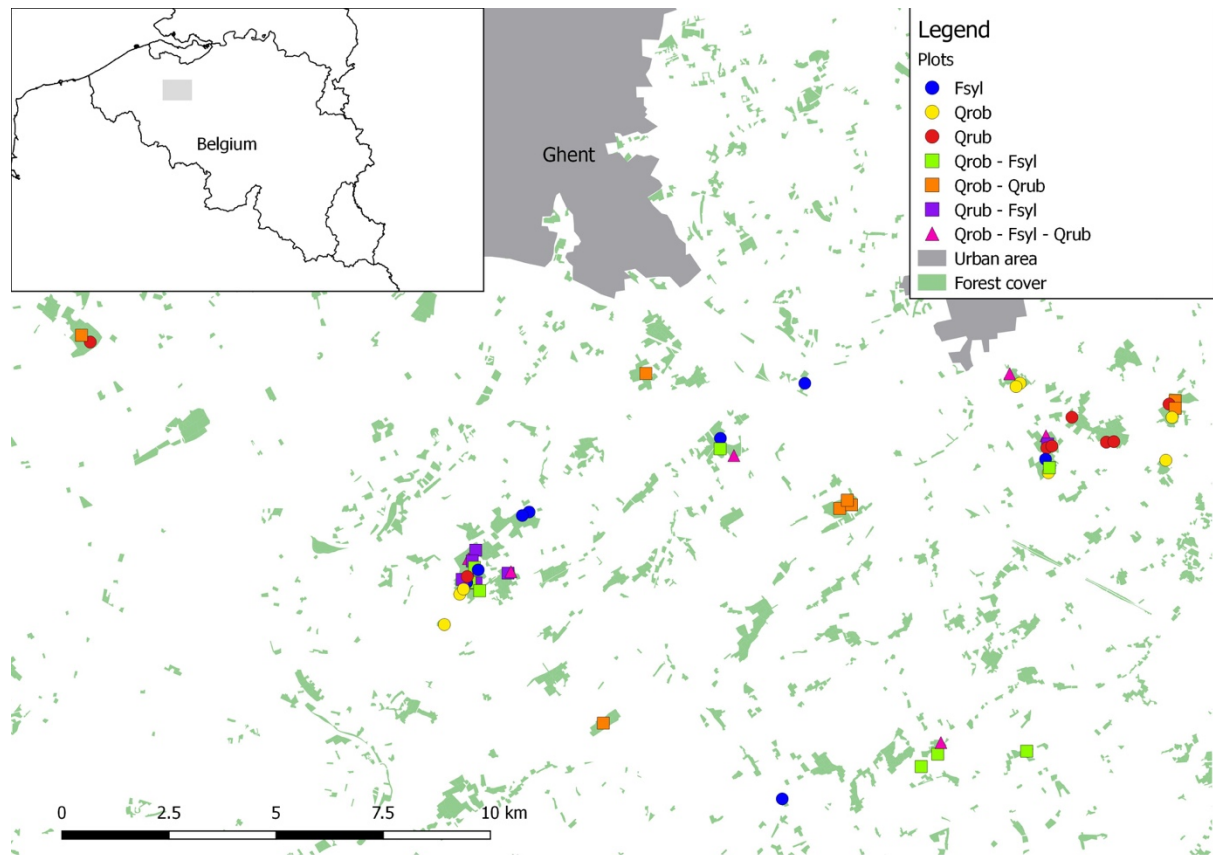 Belgium
Ghent
Legend
Plots
Fsyl
Qrob
Qrub
Qrob - Fsyl
Qrob - Qrub
Qrub - Fsyl
Qrob - Fsyl - Qrub
Urban area
Forest cover
0 2.5 5 7.5 10 km